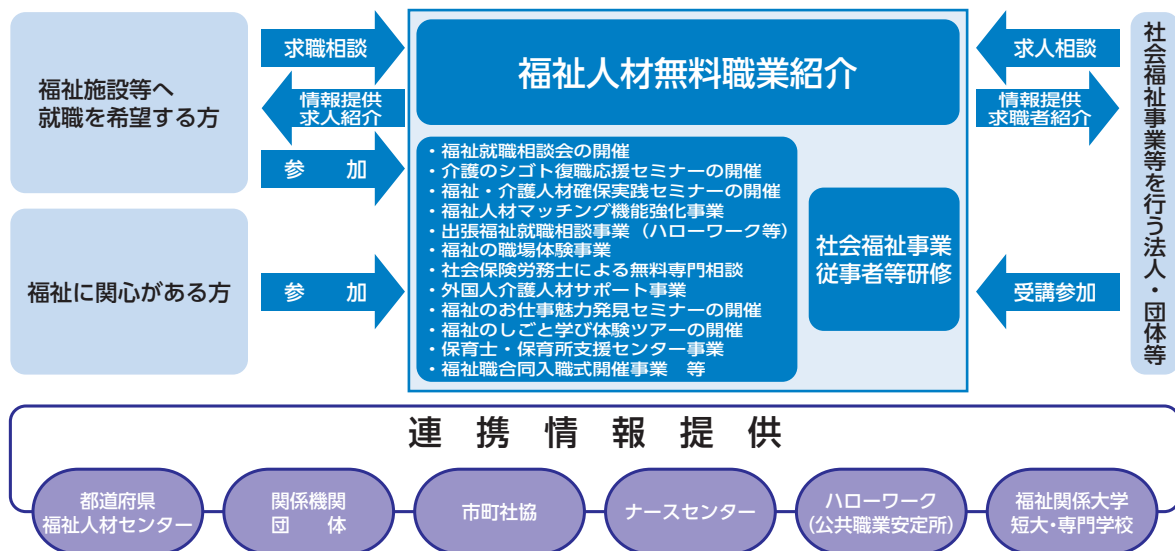 福祉施設等へ
就職を希望する方
福祉に関心がある方
求職相談
情報提供
求人紹介
参　加
参　加
福祉人材無料職業紹介
・福祉就職相談会の開催
・介護のシゴト復職応援セミナーの開催
・福祉・介護人材確保実践セミナーの開催
・福祉人材マッチング機能強化事業
・出張福祉就職相談事業（ハローワーク等）
・福祉の職場体験事業
・社会保険労務士による無料専門相談
・外国人介護人材サポート事業
・福祉のお仕事魅力発見セミナーの開催
・福祉のしごと学び体験ツアーの開催
・保育士・保育所支援センター事業
・福祉職合同入職式開催事業　等
社会福祉事業
従事者等研修
求人相談
情報提供
求職者紹介
受講参加
社会福祉事業等を行う法人・団体等
連携情報提供
都道府県
福祉人材センター
関係機関
団　体
市町社協
ナースセンター
ハローワーク
(公共職業安定所)
福祉関係大学
短大・専門学校